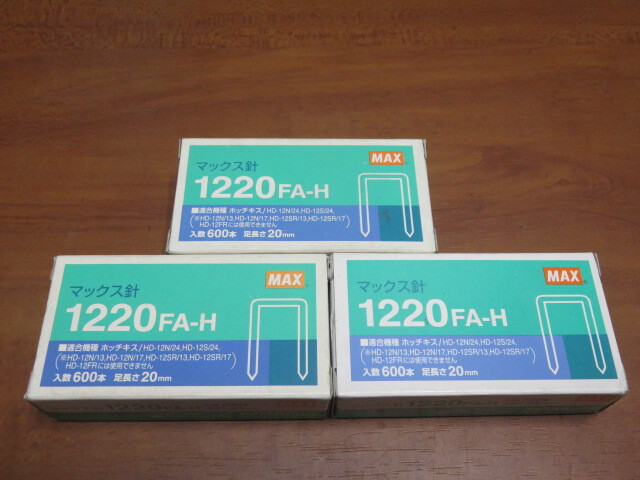 MAX
マックス針
1220FA-H
■適合機種 ホッチキス/HD-12N/24,HD-12S/24,
(※HD-12N/13,HD-12N/17,HD-12SR/13,HD-12SR/17
HD-12FRには使用できません)
入数600本 足長さ20mm
MAX
マックス針
1220FA-H
■適合機種 ホッチキス/HD-12N/24,HD-12S/24,
(※HD-12N/13,HD-12N/17,HD-12SR/13,HD-12SR/17
HD-12FRには使用できません)
入数600本 足長さ20mm
1220FA-H
MAX
マックス針
1220FA-H
■適合機種 ホッチキス/HD-12N/24,HD-12S/24,
(※HD-12N/13,HD-12N/17,HD-12SR/13,HD-12SR/17
HD-12FRには使用できません)
入数600本 足長さ20mm
1220FA-H